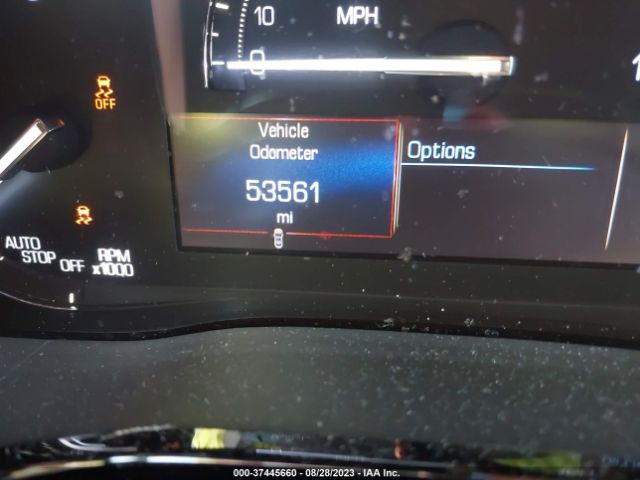 10 MPH
0
OFF
Vehicle
Odometer
Options
53561
mi
AUTO
STOP
OFF
RPM
x1000
000-37445660 - 08/28/2023 - IAA Inc.